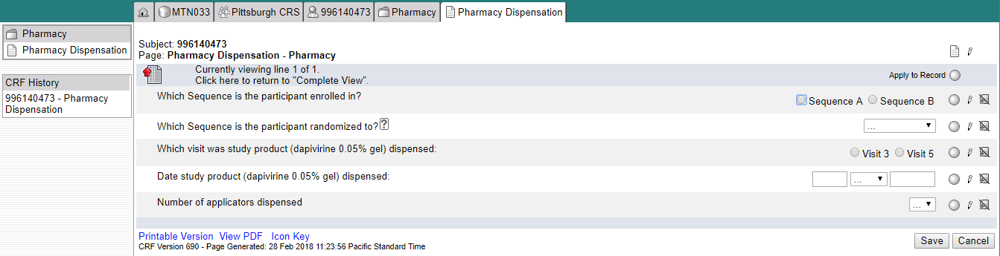 MTN033 Pittsburgh CRS 996140473 Pharmacy Pharmacy Dispensation
Pharmacy
Pharmacy Dispensation
CRF History
996140473 - Pharmacy
Dispensation
Subject: 996140473
Page: Pharmacy Dispensation - Pharmacy
Currently viewing line 1 of 1.
Click here to return to "Complete View".
Apply to Record
Which Sequence is the participant enrolled in?
Sequence A Sequence B
Which Sequence is the participant randomized to??
...
Which visit was study product (dapivirine 0.05% gel) dispensed:
Visit 3 Visit 5
Date study product (dapivirine 0.05% gel) dispensed:
...
Number of applicators dispensed
...
Printable Version View PDF Icon Key
CRF Version 690 - Page Generated: 28 Feb 2018 11:23:56 Pacific Standard Time
Save Cancel